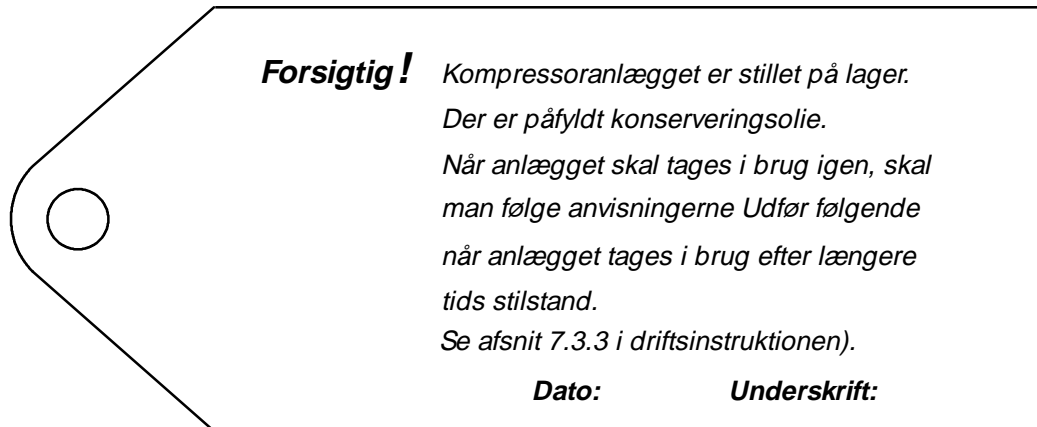 Forsigtig! Kompressoranlægget er stillet på lager.
Der er påfyldt konserveringsolie.
Når anlægget skal tages i brug igen, skal
man følge anvisningerne Udfør følgende
når anlægget tages i brug efter længere
tids stilstand.
Se afsnit 7.3.3 i driftsinstruktionen).
Dato: Underskrift: